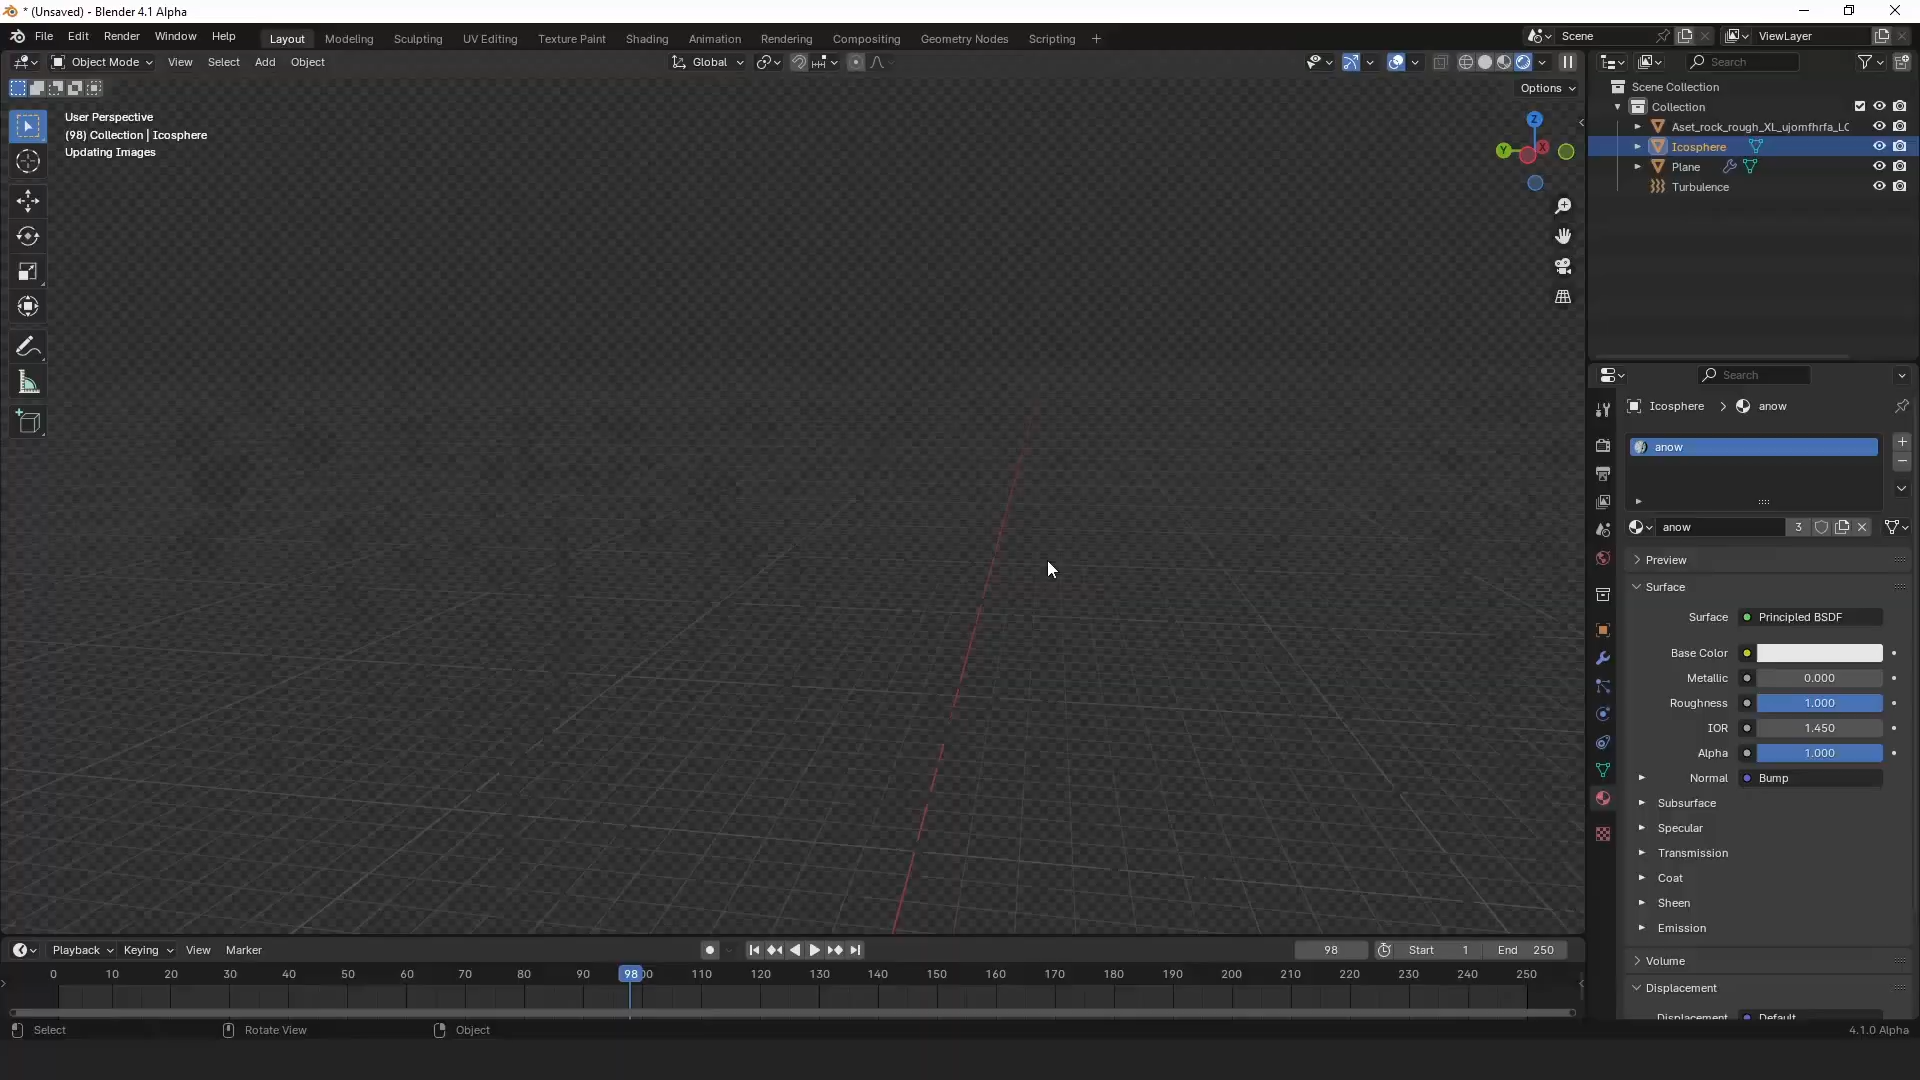 * (Unsaved) - Blender 4.1 Alpha
File Edit Render Window Help
Layout Modeling Sculpting UV Editing Texture Paint Shading Animation Rendering Compositing Geometry Nodes Scripting +
Scene
ViewLayer
Object Mode View Select Add Object
Global
Options
User Perspective
(98) Collection | Icosphere
Updating Images
Z
Y
X
Search
Scene Collection
Collection
Aset_rock_rough_XL_ujomfhrfa_LC
Icosphere
Plane
Turbulence
Search
Icosphere > anow
anow
anow 3
Preview
Surface
Surface Principled BSDF
Base Color
Metallic 0.000
Roughness 1.000
IOR 1.450
Alpha 1.000
Normal Bump
Subsurface
Specular
Transmission
Coat
Sheen
Emission
Volume
Displacement
Displacement Default
Playback Keying View Marker
98 Start 1 End 250
0 10 20 30 40 50 60 70 80 90 98 110 120 130 140 150 160 170 180 190 200 210 220 230 240 250
Select Rotate View Object
4.1.0 Alpha